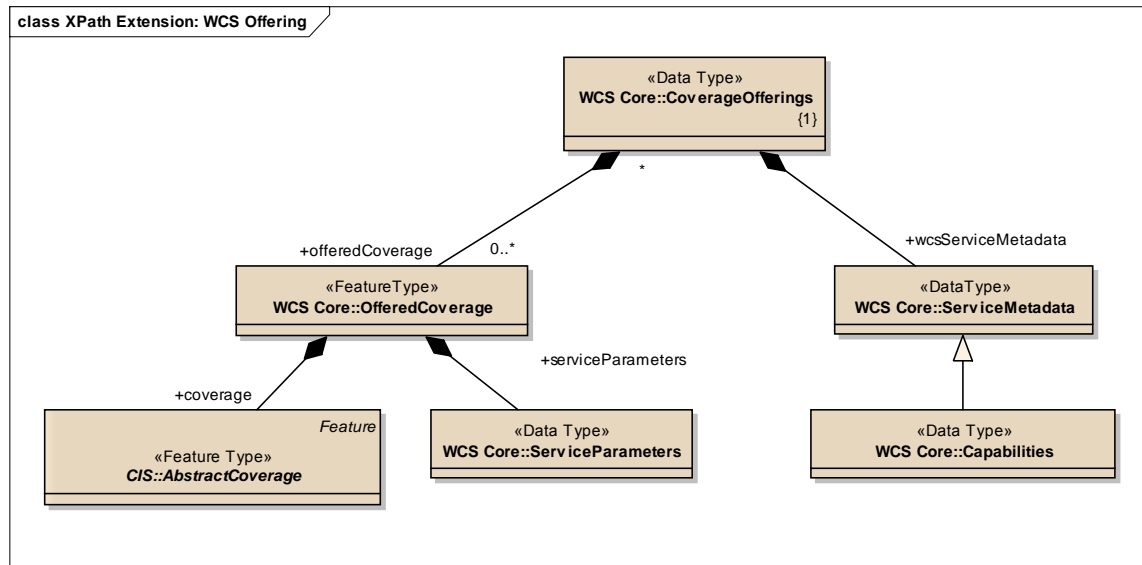 class XPath Extension: WCS Offering
«Data Type»
WCS Core::CoverageOfferings
{1}
*
+offeredCoverage
0..*
+wcsServiceMetadata
«FeatureType»
WCS Core::OfferedCoverage
«DataType»
WCS Core::ServiceMetadata
+serviceParameters
+coverage
Feature
«Feature Type»
CIS::AbstractCoverage
«Data Type»
WCS Core::ServiceParameters
«Data Type»
WCS Core::Capabilities